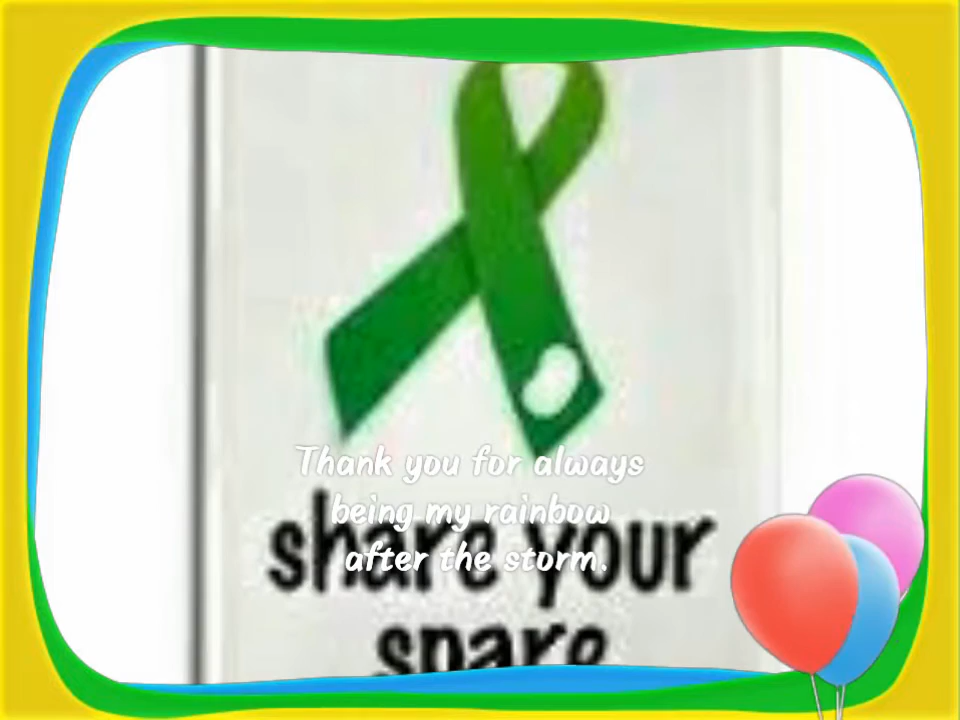 Thank you for always
being my rainbow
after the storm.
share your
spare